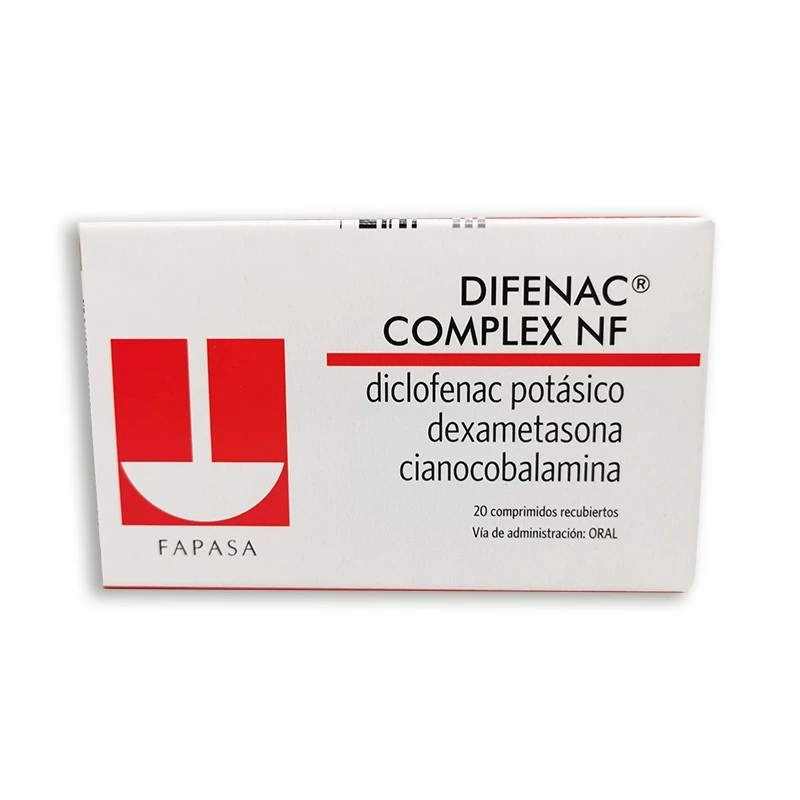 DIFENAC®
COMPLEX NF
diclofenac potásico
dexametasona
cianocobalamina
20 comprimidos recubiertos
Vía de administración: ORAL
FAPASA